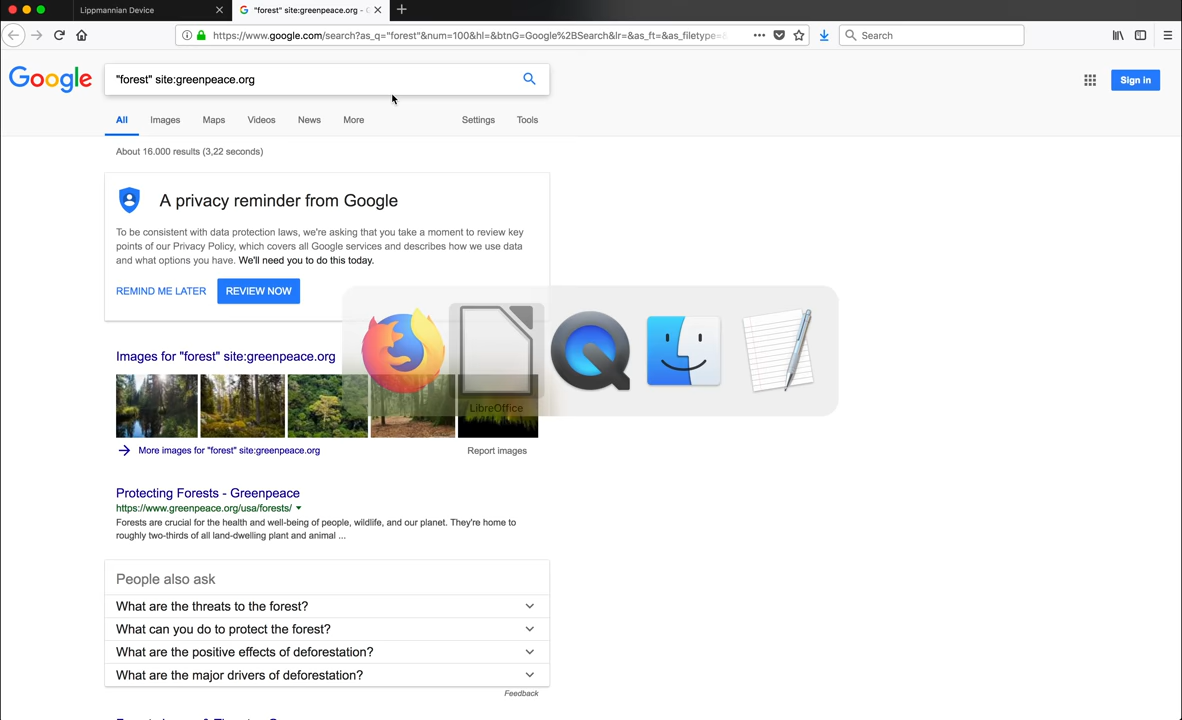 Lippmannian Device
"forest" site:greenpeace.org -
https://www.google.com/search?as_q="forest"&num=100&hl=&btnG=Google%2BSearch&lr=&as_ft=&as_filetype=
Search
Google
"forest" site:greenpeace.org
Sign in
All Images Maps Videos News More Settings Tools
About 16.000 results (3,22 seconds)
A privacy reminder from Google
To be consistent with data protection laws, we're asking that you take a moment to review key
points of our Privacy Policy, which covers all Google services and describes how we use data
and what options you have. We'll need you to do this today.
REMIND ME LATER REVIEW NOW
Images for "forest" site:greenpeace.org
LibreOffice
More images for "forest" site:greenpeace.org Report images
Protecting Forests - Greenpeace
https://www.greenpeace.org/usa/forests/
Forests are crucial for the health and well-being of people, wildlife, and our planet. They're home to
roughly two-thirds of all land-dwelling plant and animal ...
People also ask
What are the threats to the forest?
What can you do to protect the forest?
What are the positive effects of deforestation?
What are the major drivers of deforestation?
Feedback